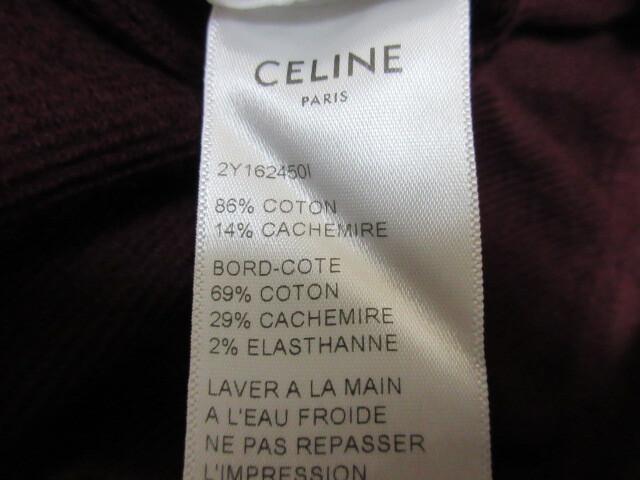 CELINE
PARIS
2Y162450I
86% COTON
14% CACHEMIRE
BORD-COTE
69% COTON
29% CACHEMIRE
2% ELASTHANNE
LAVER A LA MAIN
A L'EAU FROIDE
NE PAS REPASSER
L'IMPRESSION